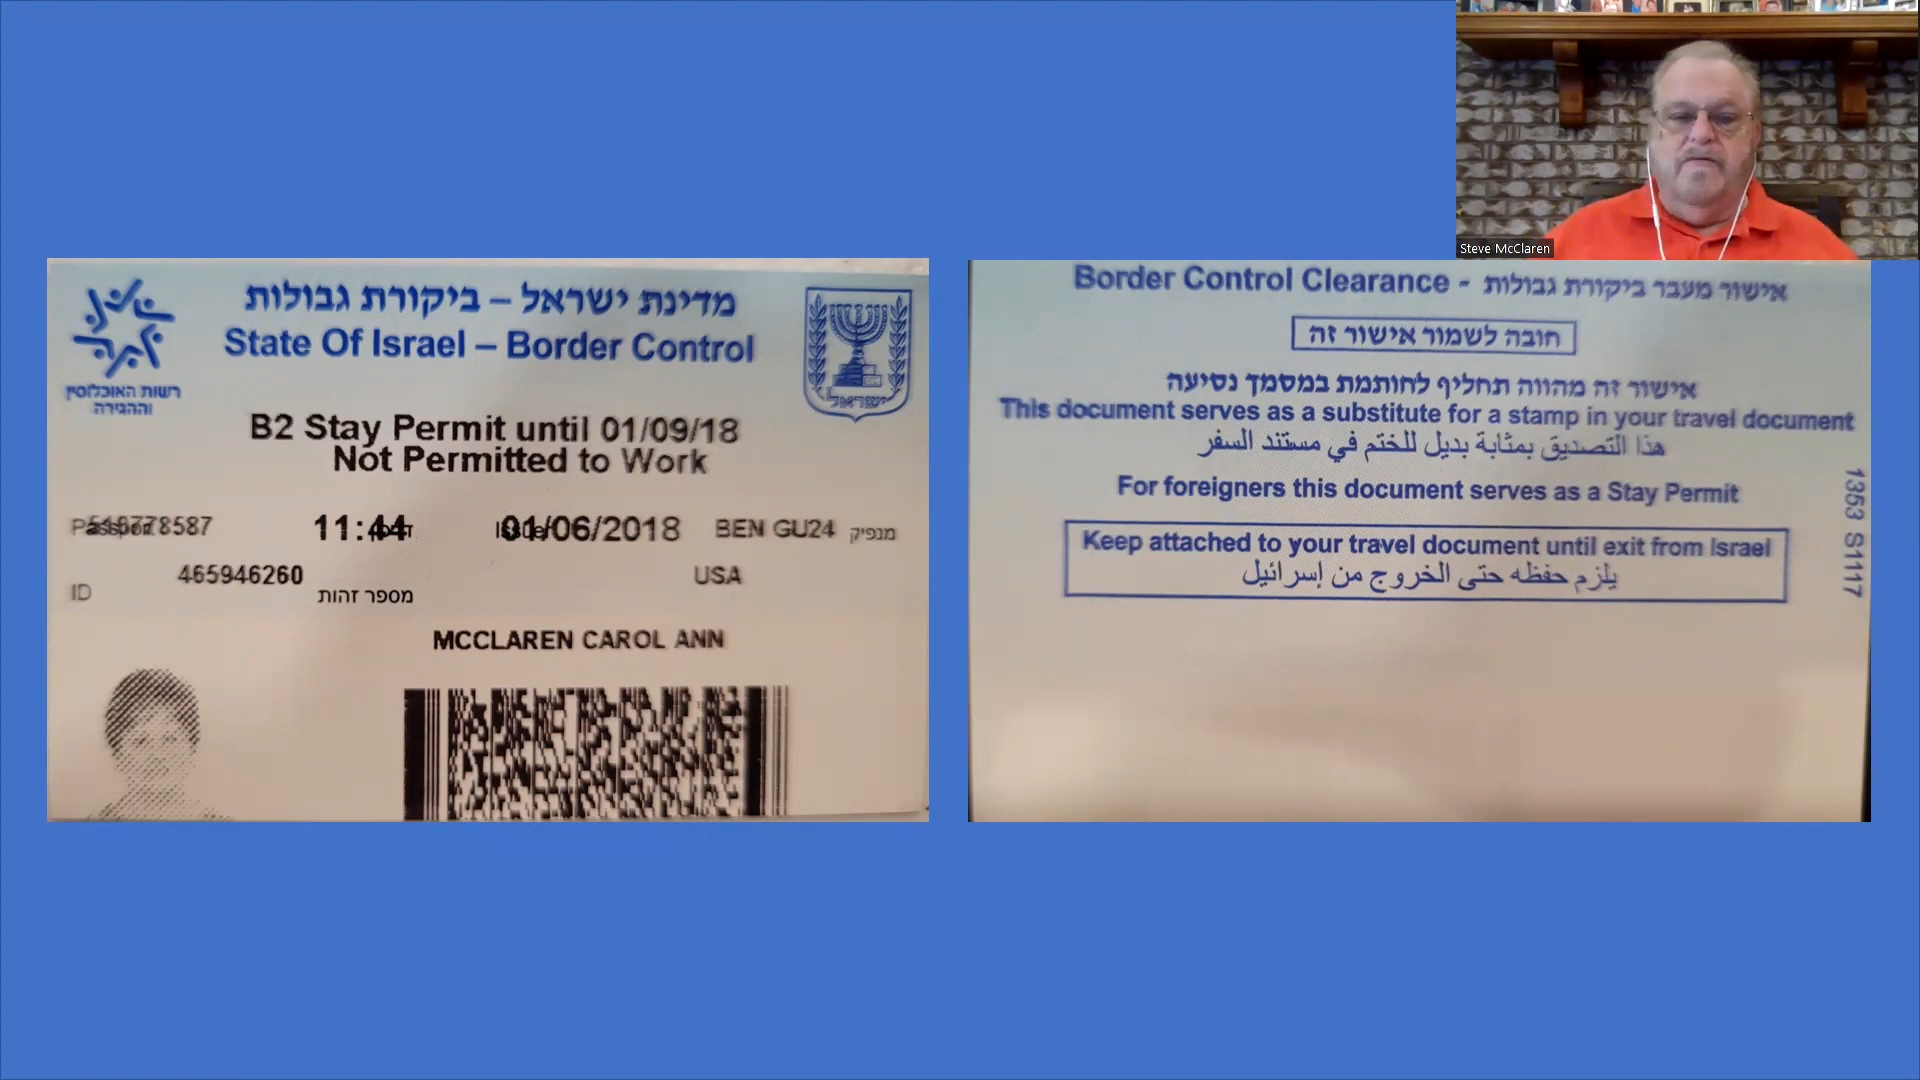 Steve McClaren
מדינת ישראל – ביקורת גבולות
State Of Israel – Border Control
רשות האוכלוסין
וההגירה
ישראל
B2 Stay Permit until 01/09/18
Not Permitted to Work
11:44 01/06/2018 BEN GU24 מנפיק
465946260 USA
ID מספר זהות
MCCLAREN CAROL ANN
Border Control Clearance - אישור מעבר ביקורת גבולות
חובה לשמור אישור זה
אישור זה מהווה תחליף לחותמת במסמך נסיעה
This document serves as a substitute for a stamp in your travel document
هذا التصديق بمثابة بديل للختم في مستند السفر
For foreigners this document serves as a Stay Permit
Keep attached to your travel document until exit from Israel
يلزم حفظه حتى الخروج من إسرائيل
1353 S1117